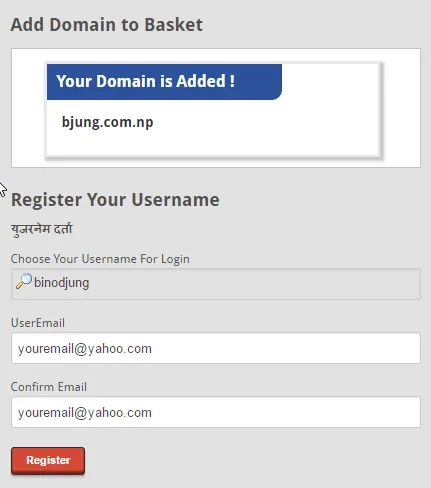 Add Domain to Basket
Your Domain is Added !
bjung.com.np
Register Your Username
युजरनेम दर्ता
Choose Your Username For Login
binodjung
UserEmail
youremail@yahoo.com
Confirm Email
youremail@yahoo.com
Register